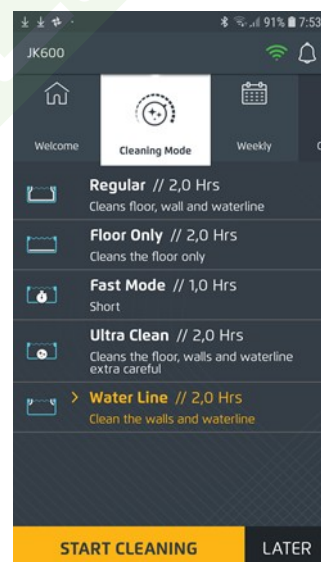 91% 7:53
JK600
Welcome
Cleaning Mode
Weekly
Regular // 2,0 Hrs
Cleans floor, wall and waterline
Floor Only // 2,0 Hrs
Cleans the floor only
Fast Mode // 1,0 Hrs
Short
Ultra Clean // 2,0 Hrs
Cleans the floor, walls and waterline
extra careful
> Water Line // 2,0 Hrs
Clean the walls and waterline
START CLEANING LATER